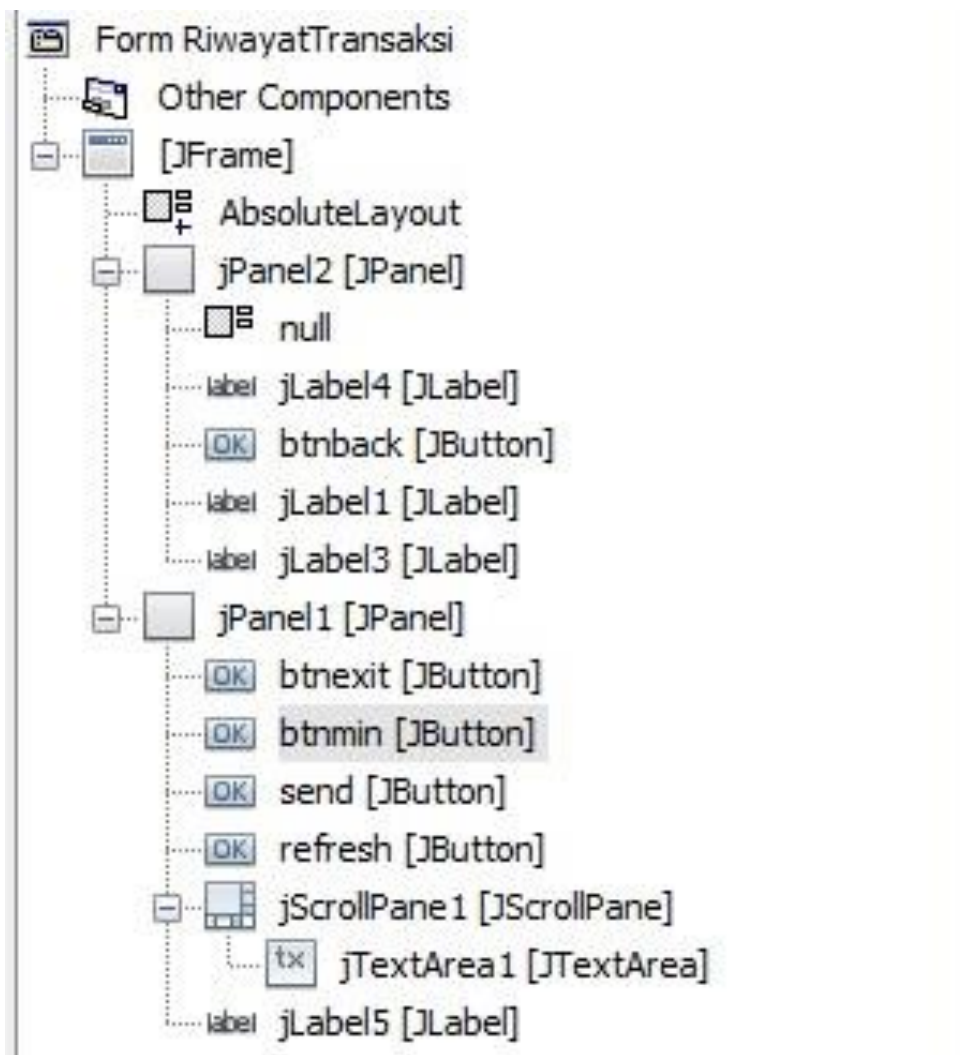 Form RiwayatTransaksi
Other Components
[JFrame]
AbsoluteLayout
jPanel2 [JPanel]
null
label jLabel4 [JLabel]
OK btnback [JButton]
label jLabel1 [JLabel]
label jLabel3 [JLabel]
jPanel1 [JPanel]
OK btnexit [JButton]
OK btnmin [JButton]
OK send [JButton]
OK refresh [JButton]
jScrollPane1 [JScrollPane]
tx jTextArea1 [JTextArea]
label jLabel5 [JLabel]